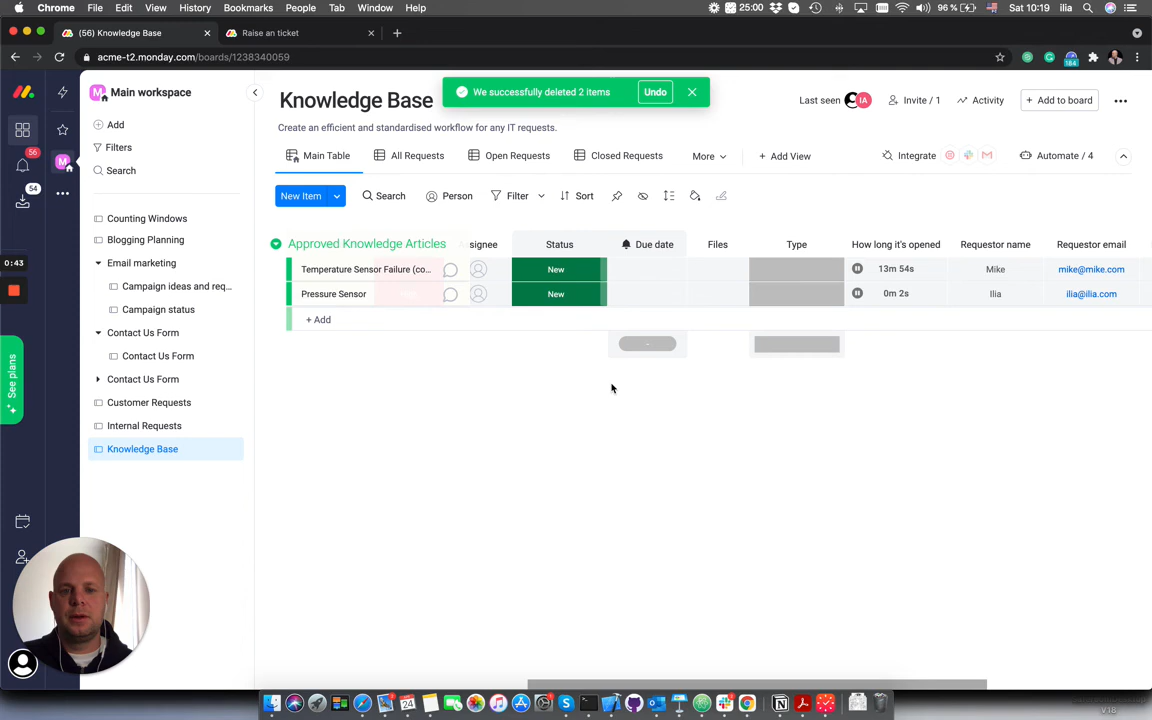 Chrome File Edit View History Bookmarks People Tab Window Help
25:00 96 % Sat 10:19 ilia
(56) Knowledge Base
Raise an ticket
acme-t2.monday.com/boards/1238340059
184
Main workspace
Add
Filters
Search
Counting Windows
Blogging Planning
Email marketing
Campaign ideas and req...
Campaign status
Contact Us Form
Contact Us Form
Contact Us Form
Customer Requests
Internal Requests
Knowledge Base
M
M
56
54
0:43
See plans
Knowledge Base
We successfully deleted 2 items
Undo
Last seen
IA
Invite / 1
Activity
+ Add to board
Create an efficient and standardised workflow for any IT requests.
Main Table
All Requests
Open Requests
Closed Requests
More
+ Add View
Integrate
Automate / 4
New Item
Search
Person
Filter
Sort
Approved Knowledge Articles
signee
Status
Due date
Files
Type
How long it's opened
Requestor name
Requestor email
Temperature Sensor Failure (co...
New
13m 54s
Mike
mike@mike.com
Pressure Sensor
New
0m 2s
Ilia
ilia@ilia.com
+ Add
-
24
V18